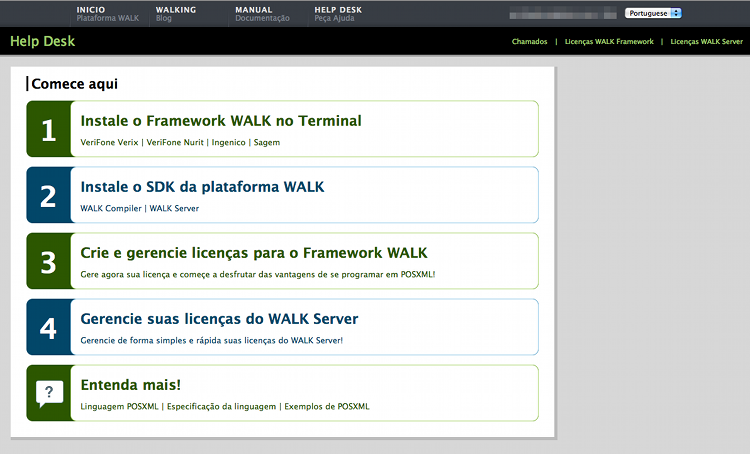 INICIO WALKING MANUAL HELP DESK
Plataforma WALK Blog Documentação Peça Ajuda
Portuguese
Help Desk
Chamados | Licenças WALK Framework | Licenças WALK Server
Comece aqui
1
Instale o Framework WALK no Terminal
VeriFone Verix | VeriFone Nurit | Ingenico | Sagem
2
Instale o SDK da plataforma WALK
WALK Compiler | WALK Server
3
Crie e gerencie licenças para o Framework WALK
Gere agora sua licença e começe a desfrutar das vantagens de se programar em POSXML!
4
Gerencie suas licenças do WALK Server
Gerencie de forma simples e rápida suas licenças do WALK Server!
?
Entenda mais!
Linguagem POSXML | Especificação da linguagem | Exemplos de POSXML